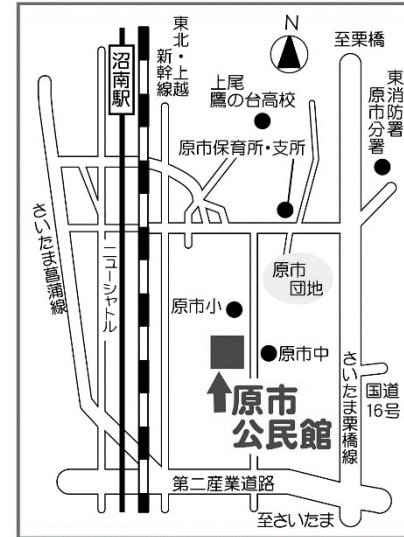 N
至栗橋
東北・上越
新幹線
沼南駅
上尾
鷹の台高校
東消防署
原市分署
原市保育所・支所
さいたま菖蒲線
ニューシャトル
原市
団地
原市小
原市中
さいたま栗橋線
国道
16号
原市
公民館
第二産業道路
至さいたま